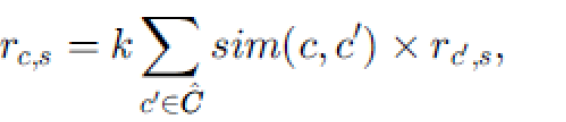 r_{c,s} = k \sum_{c' \in \hat{C}} sim(c, c') \times r_{c',s},